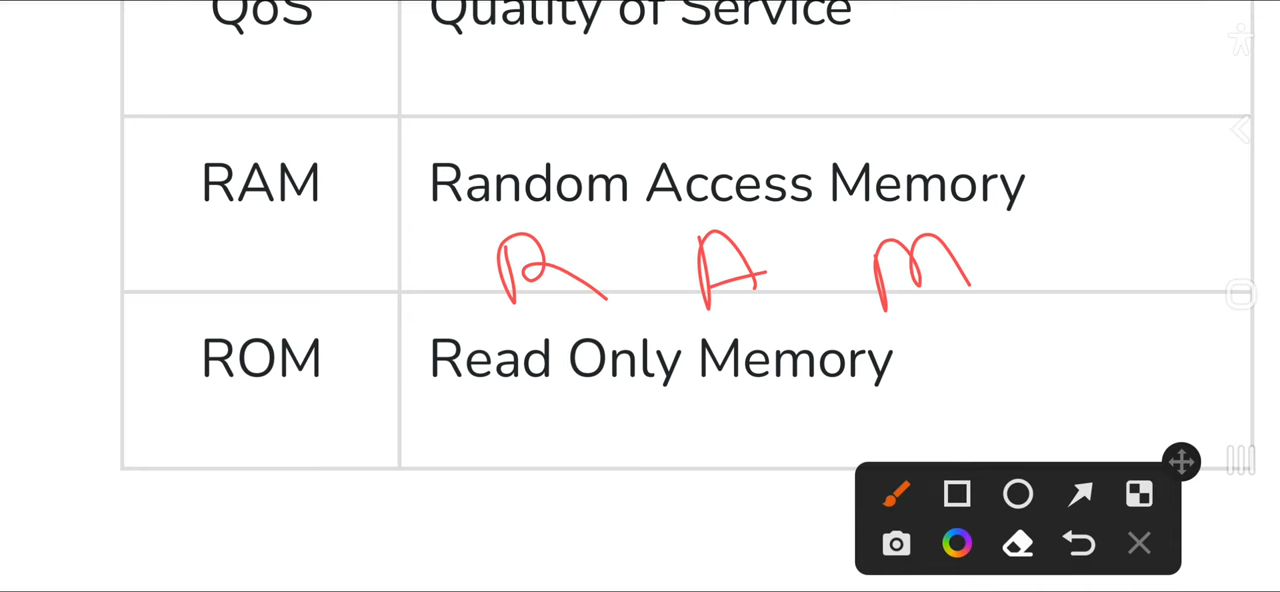 QoS Quality of Service
RAM Random Access Memory
R A M
ROM Read Only Memory